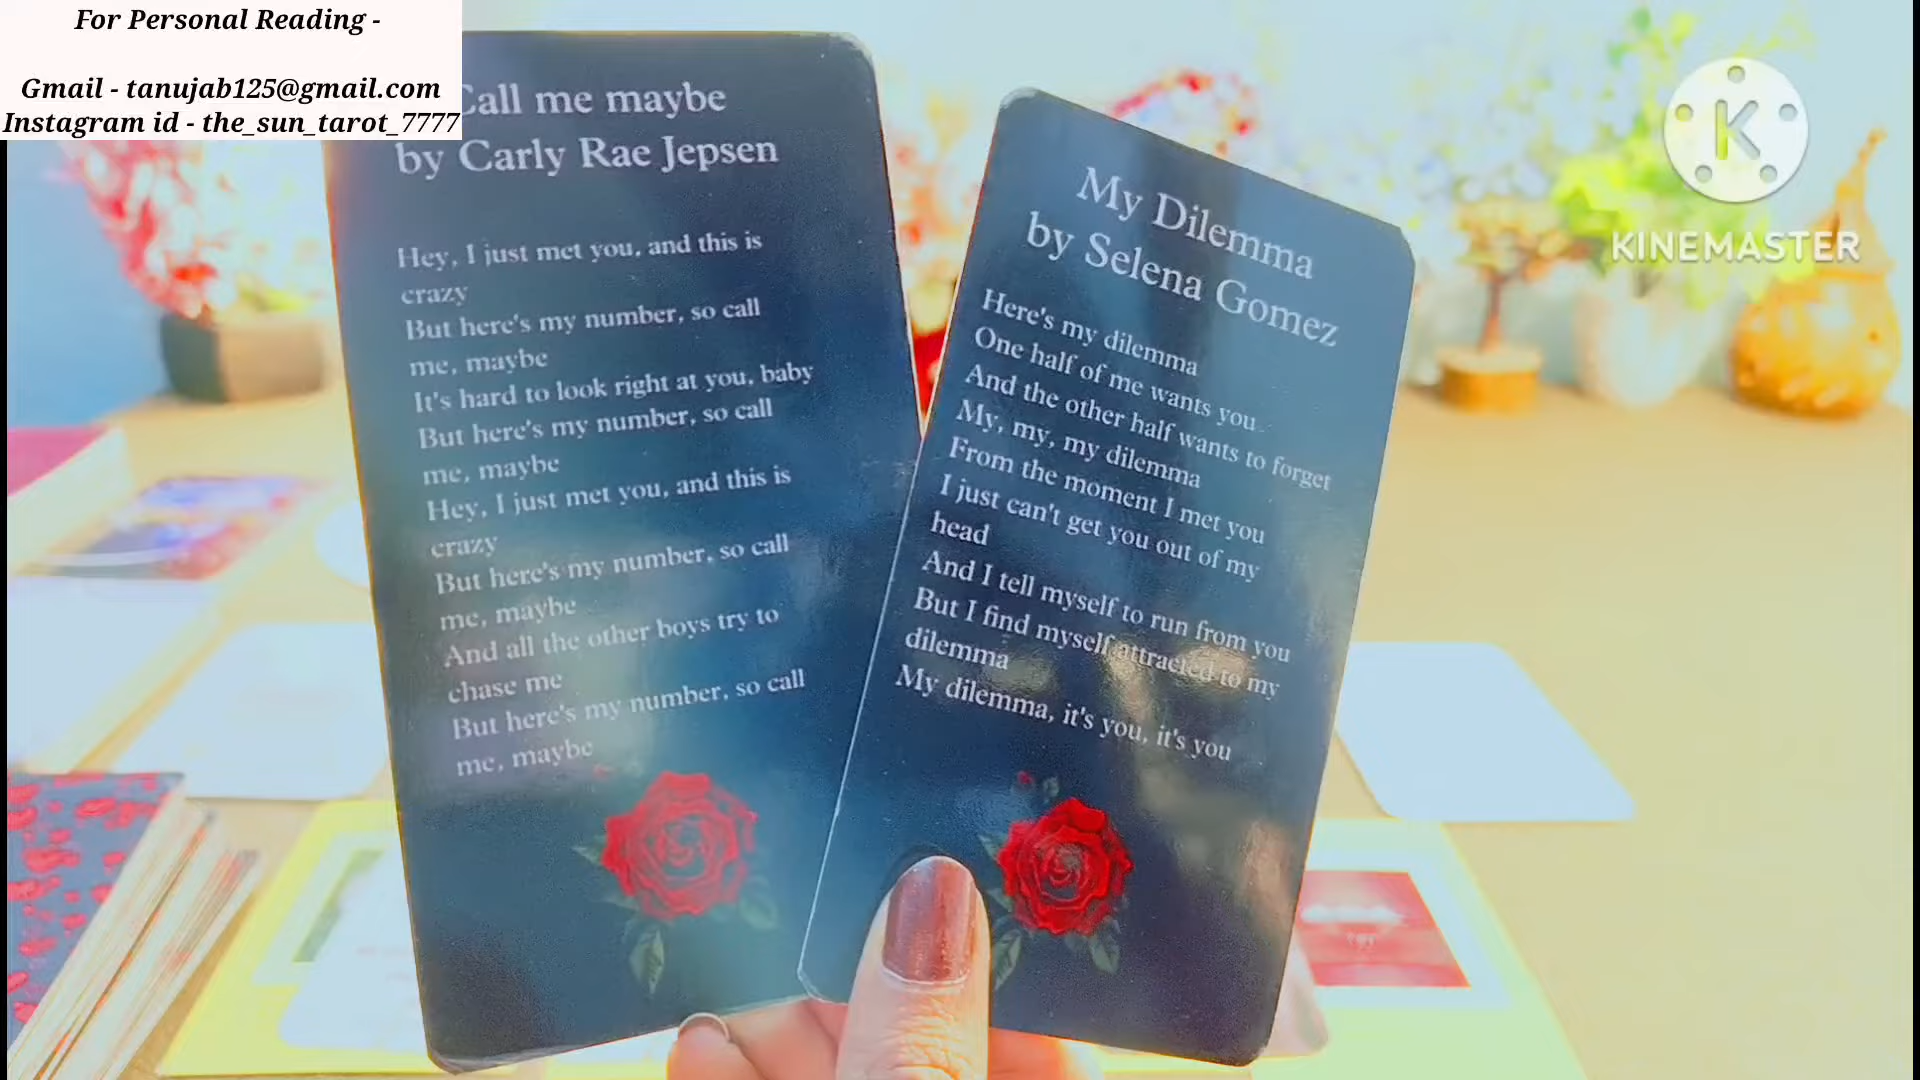 For Personal Reading -
Gmail - tanujab125@gmail.com
Instagram id - the_sun_tarot_7777
Call me maybe
by Carly Rae Jepsen
Hey, I just met you, and this is
crazy
But here's my number, so call
me, maybe
It's hard to look right at you, baby
But here's my number, so call
me, maybe
Hey, I just met you, and this is
crazy
But here's my number, so call
me, maybe
And all the other boys try to
chase me
But here's my number, so call
me, maybe
My Dilemma
by Selena Gomez
Here's my dilemma
One half of me wants you
And the other half wants to forget
My, my, my dilemma
From the moment I met you
I just can't get you out of my
head
And I tell myself to run from you
But I find myself attracted to my
dilemma
My dilemma, it's you, it's you
K
KINEMASTER